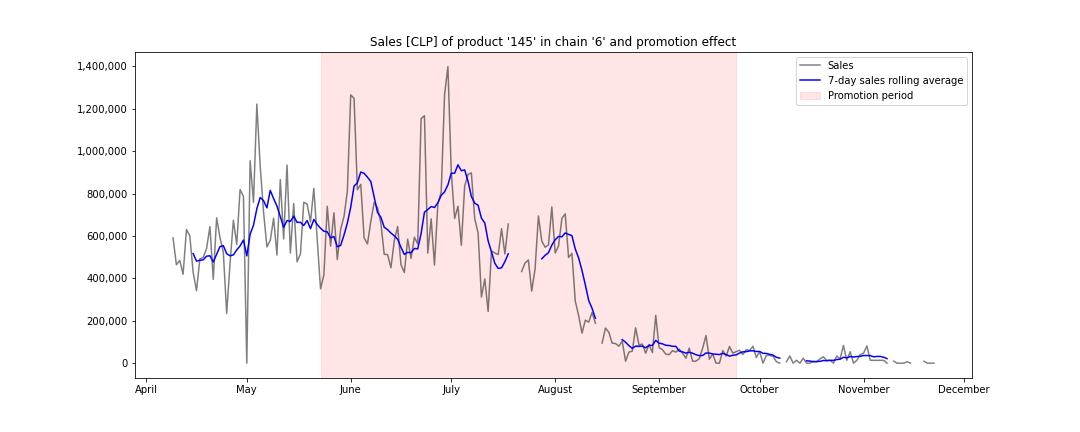 Sales [CLP] of product '145' in chain '6' and promotion effect
1,400,000
1,200,000
1,000,000
800,000
600,000
400,000
200,000
0
Sales
7-day sales rolling average
Promotion period
April
May
June
July
August
September
October
November
December